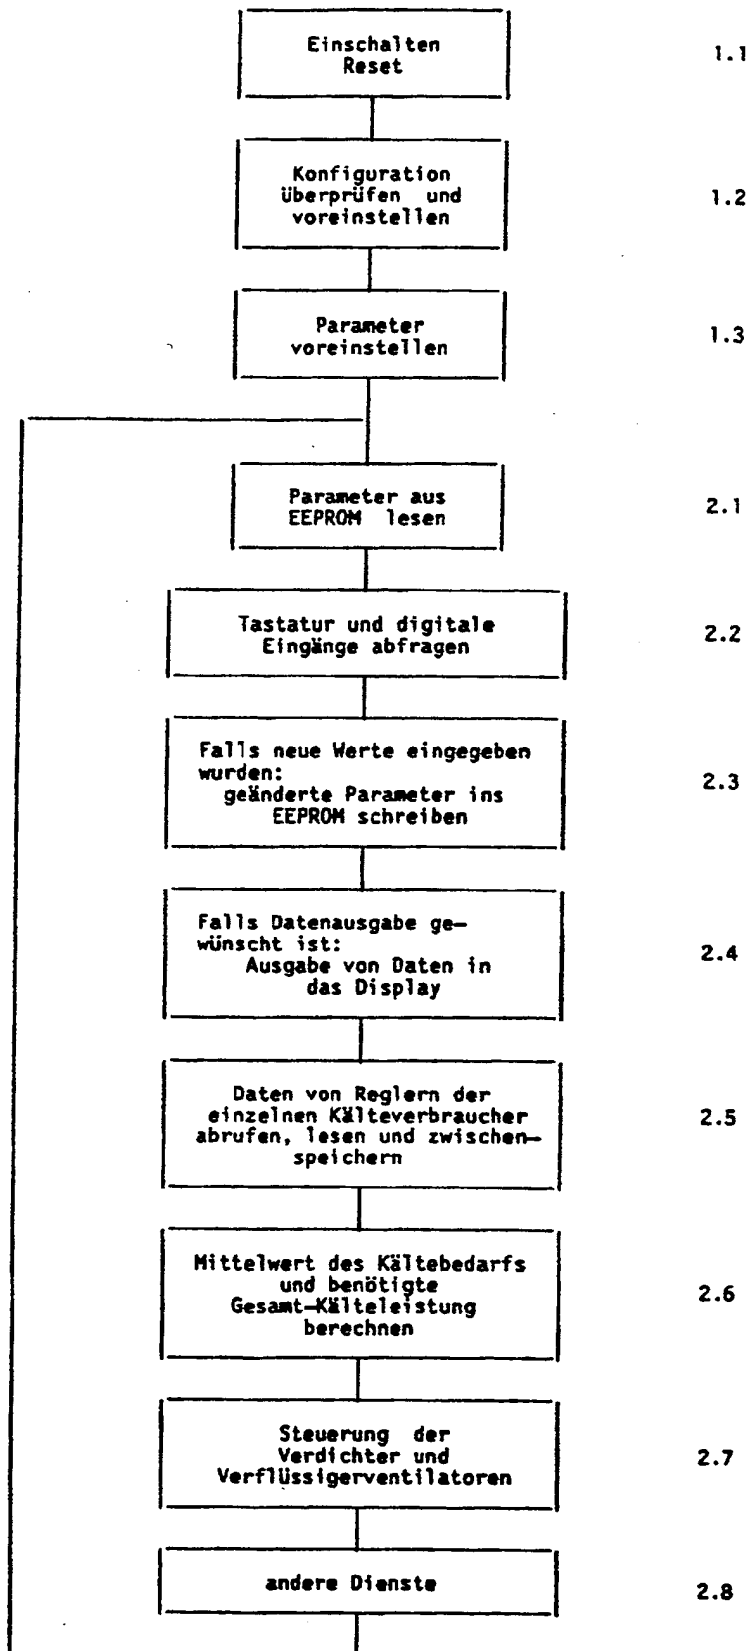 Einschalten
Reset
1.1
Konfiguration
überprüfen und
voreinstellen
1.2
Parameter
voreinstellen
1.3
Parameter aus
EEPROM lesen
2.1
Tastatur und digitale
Eingänge abfragen
2.2
Falls neue Werte eingegeben
wurden:
geänderte Parameter ins
EEPROM schreiben
2.3
Falls Datenausgabe ge-
wünscht ist:
Ausgabe von Daten in
das Display
2.4
Daten von Reglern der
einzelnen Kälteverbraucher
abrufen, lesen und zwischen-
speichern
2.5
Mittelwert des Kältebedarfs
und benötigte
Gesamt-Kälteleistung
berechnen
2.6
Steuerung der
Verdichter und
Verflüssigerventilatoren
2.7
andere Dienste
2.8